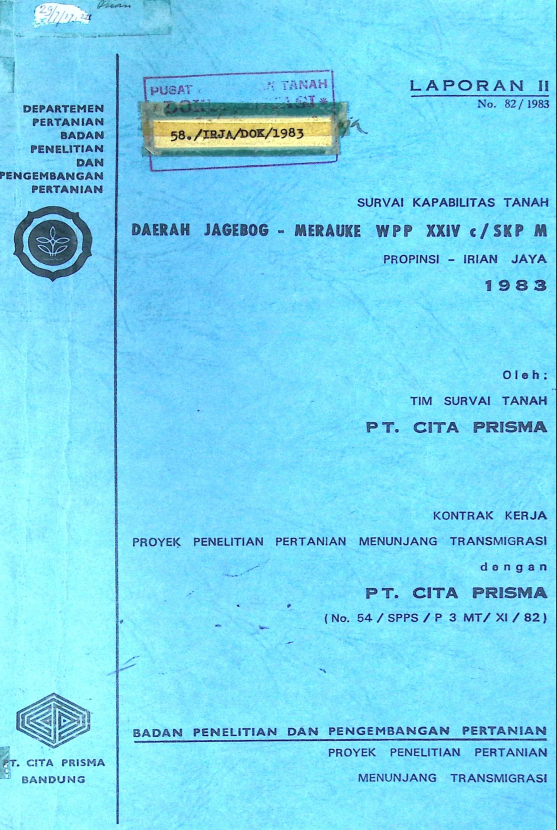 DEPARTEMEN
PERTANIAN
BADAN
PENELITIAN
DAN
PENGEMBANGAN
PERTANIAN
PUSAT TANAH
58./IRJA/DOK/1983
LAPORAN II
No. 82/1983
SURVAI KAPABILITAS TANAH
DAERAH JAGEBOG - MERAUKE WPP XXIV c/SKP M
PROPINSI - IRIAN JAYA
1983
Oleh:
TIM SURVAI TANAH
PT. CITA PRISMA
KONTRAK KERJA
PROYEK PENELITIAN PERTANIAN MENUNJANG TRANSMIGRASI
dengan
PT. CITA PRISMA
(No. 54/SPPS/P 3 MT/XI/82)
PT. CITA PRISMA
BANDUNG
BADAN PENELITIAN DAN PENGEMBANGAN PERTANIAN
PROYEK PENELITIAN PERTANIAN
MENUNJANG TRANSMIGRASI